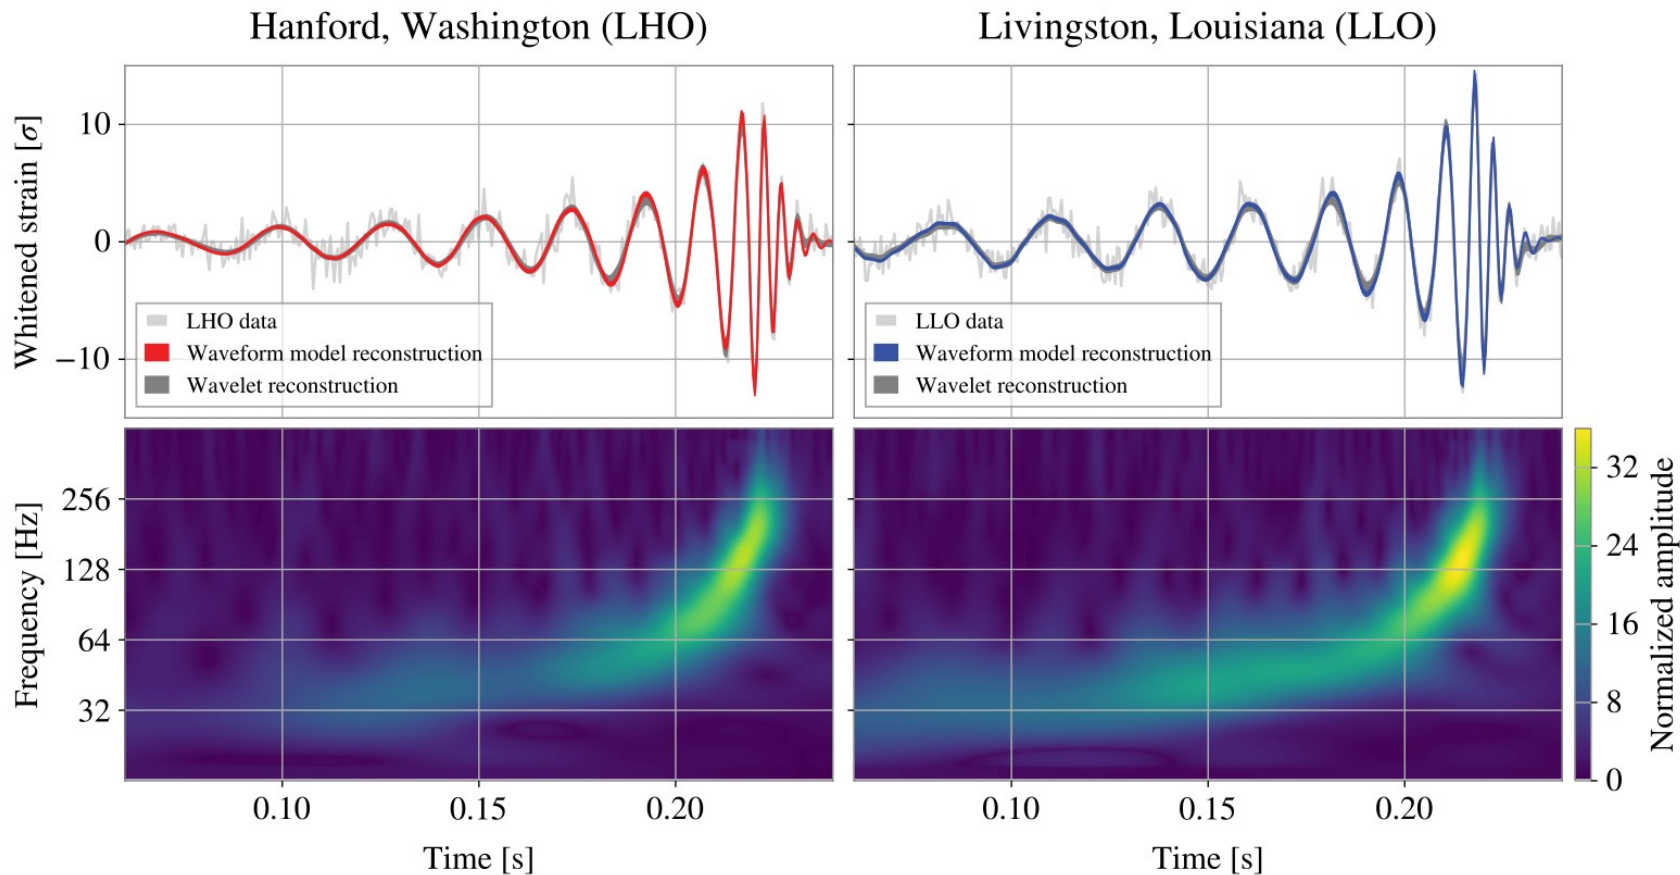 Hanford, Washington (LHO)
Livingston, Louisiana (LLO)
Whitened strain [σ]
10
0
−10
LHO data
Waveform model reconstruction
Wavelet reconstruction
LLO data
Waveform model reconstruction
Wavelet reconstruction
Frequency [Hz]
256
128
64
32
32
24
16
8
0
Normalized amplitude
0.10
0.15
0.20
0.10
0.15
0.20
Time [s]
Time [s]